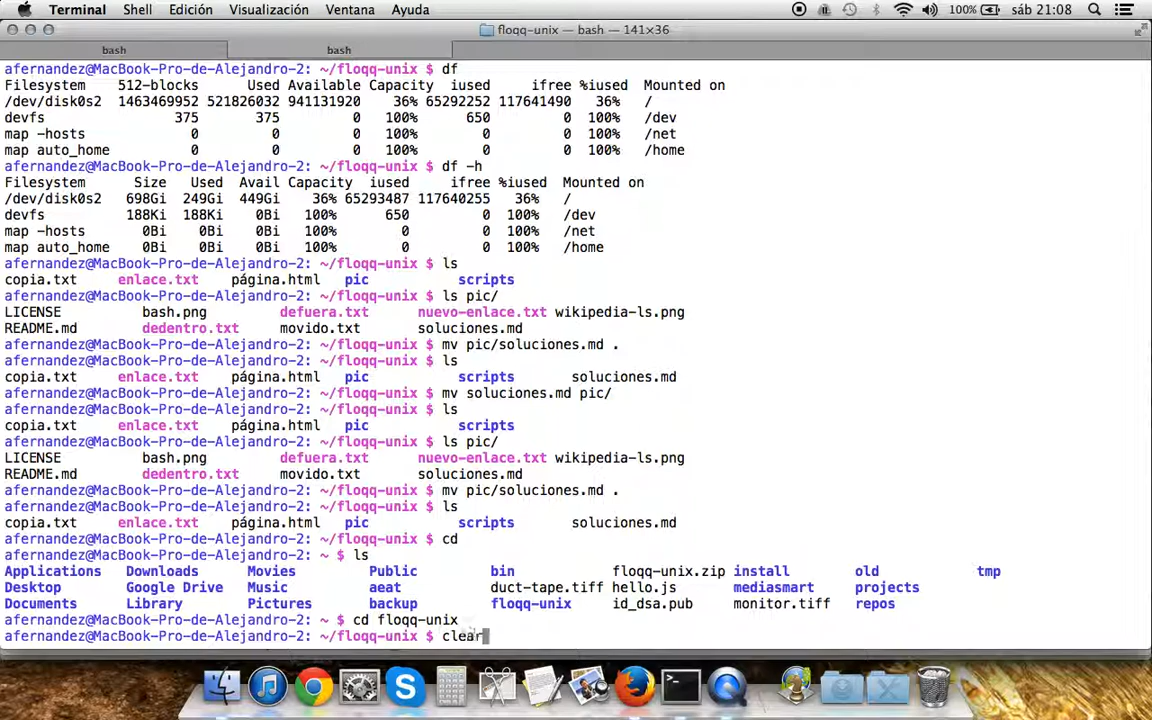 Terminal Shell Edición Visualización Ventana Ayuda 100% sáb 21:08
floqq-unix — bash — 141×36
bash bash
afernandez@MacBook-Pro-de-Alejandro-2: ~/floqq-unix $ df
Filesystem 512-blocks Used Available Capacity iused ifree %iused Mounted on
/dev/disk0s2 1463469952 521826032 941131920 36% 65292252 117641490 36% /
devfs 375 375 0 100% 650 0 100% /dev
map -hosts 0 0 0 100% 0 0 100% /net
map auto_home 0 0 0 100% 0 0 100% /home
afernandez@MacBook-Pro-de-Alejandro-2: ~/floqq-unix $ df -h
Filesystem Size Used Avail Capacity iused ifree %iused Mounted on
/dev/disk0s2 698Gi 249Gi 449Gi 36% 65293487 117640255 36% /
devfs 188Ki 188Ki 0Bi 100% 650 0 100% /dev
map -hosts 0Bi 0Bi 0Bi 100% 0 0 100% /net
map auto_home 0Bi 0Bi 0Bi 100% 0 0 100% /home
afernandez@MacBook-Pro-de-Alejandro-2: ~/floqq-unix $ ls
copia.txt enlace.txt página.html pic scripts
afernandez@MacBook-Pro-de-Alejandro-2: ~/floqq-unix $ ls pic/
LICENSE bash.png defuera.txt nuevo-enlace.txt wikipedia-ls.png
README.md dedentro.txt movido.txt soluciones.md
afernandez@MacBook-Pro-de-Alejandro-2: ~/floqq-unix $ mv pic/soluciones.md .
afernandez@MacBook-Pro-de-Alejandro-2: ~/floqq-unix $ ls
copia.txt enlace.txt página.html pic scripts soluciones.md
afernandez@MacBook-Pro-de-Alejandro-2: ~/floqq-unix $ mv soluciones.md pic/
afernandez@MacBook-Pro-de-Alejandro-2: ~/floqq-unix $ ls
copia.txt enlace.txt página.html pic scripts
afernandez@MacBook-Pro-de-Alejandro-2: ~/floqq-unix $ ls pic/
LICENSE bash.png defuera.txt nuevo-enlace.txt wikipedia-ls.png
README.md dedentro.txt movido.txt soluciones.md
afernandez@MacBook-Pro-de-Alejandro-2: ~/floqq-unix $ mv pic/soluciones.md .
afernandez@MacBook-Pro-de-Alejandro-2: ~/floqq-unix $ ls
copia.txt enlace.txt página.html pic scripts soluciones.md
afernandez@MacBook-Pro-de-Alejandro-2: ~/floqq-unix $ cd
afernandez@MacBook-Pro-de-Alejandro-2: ~ $ ls
Applications Downloads Movies Public bin floqq-unix.zip install old tmp
Desktop Google Drive Music aeat duct-tape.tiff hello.js mediasmart projects
Documents Library Pictures backup floqq-unix id_dsa.pub monitor.tiff repos
afernandez@MacBook-Pro-de-Alejandro-2: ~ $ cd floqq-unix
afernandez@MacBook-Pro-de-Alejandro-2: ~/floqq-unix $ clear